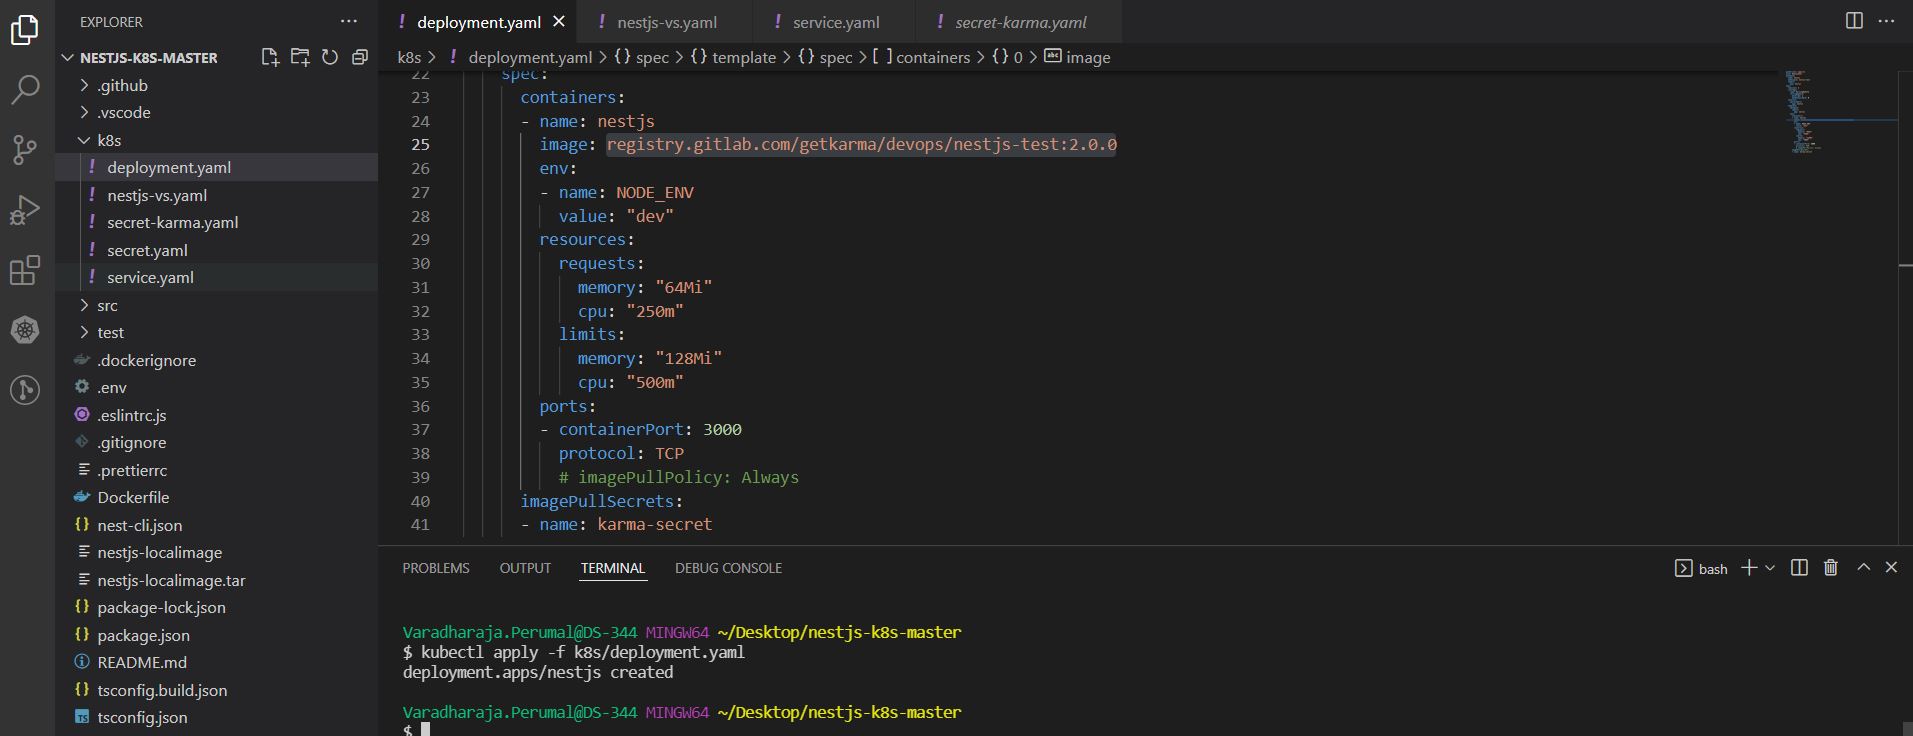 EXPLORER
NESTJS-K8S-MASTER
.github
.vscode
k8s
! deployment.yaml
! nestjs-vs.yaml
! secret-karma.yaml
! secret.yaml
! service.yaml
src
test
.dockerignore
.env
.eslintrc.js
.gitignore
.prettierrc
Dockerfile
{} nest-cli.json
nestjs-localimage
nestjs-localimage.tar
{} package-lock.json
{} package.json
README.md
{} tsconfig.build.json
TS tsconfig.json
! deployment.yaml ! nestjs-vs.yaml ! service.yaml ! secret-karma.yaml
k8s > ! deployment.yaml > {} spec > {} template > {} spec > [ ] containers > {} 0 > abc image
22 spec:
23 containers:
24 - name: nestjs
25 image: registry.gitlab.com/getkarma/devops/nestjs-test:2.0.0
26 env:
27 - name: NODE_ENV
28 value: "dev"
29 resources:
30 requests:
31 memory: "64Mi"
32 cpu: "250m"
33 limits:
34 memory: "128Mi"
35 cpu: "500m"
36 ports:
37 - containerPort: 3000
38 protocol: TCP
39 # imagePullPolicy: Always
40 imagePullSecrets:
41 - name: karma-secret
PROBLEMS OUTPUT TERMINAL DEBUG CONSOLE bash
Varadharaja.Perumal@DS-344 MINGW64 ~/Desktop/nestjs-k8s-master
$ kubectl apply -f k8s/deployment.yaml
deployment.apps/nestjs created
Varadharaja.Perumal@DS-344 MINGW64 ~/Desktop/nestjs-k8s-master
$